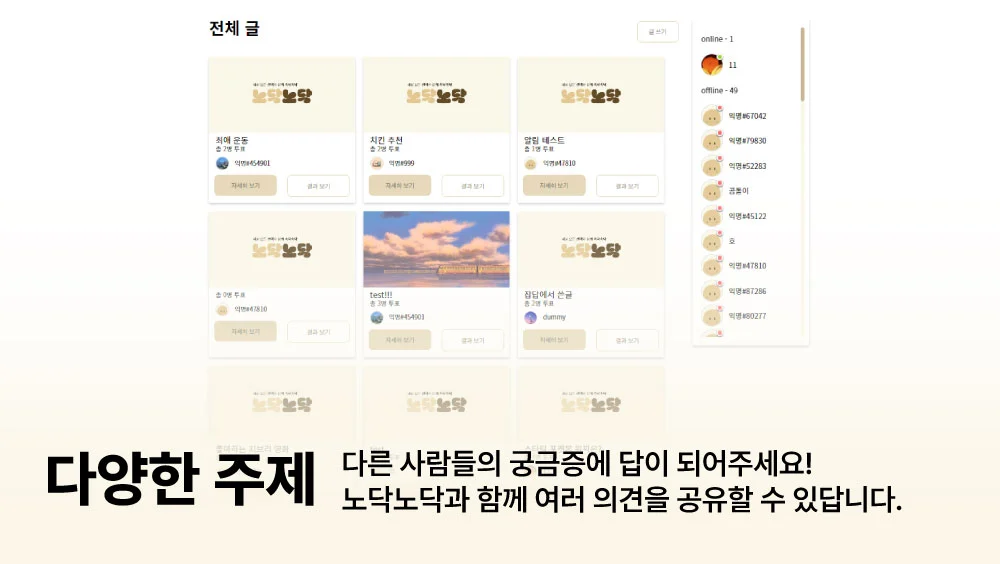 전체 글
글 쓰기
노닥노닥
노닥노닥
노닥노닥
최애 운동
총 2명 투표
익명#454901
자세히 보기
결과 보기
치킨 추천
총 2명 투표
익명#999
자세히 보기
결과 보기
알림 테스트
총 1명 투표
익명#47810
자세히 보기
결과 보기
노닥노닥
노닥노닥
총 0명 투표
익명#47810
자세히 보기
결과 보기
test!!!
총 3명 투표
익명#454901
자세히 보기
결과 보기
잡담에서 쓴글
총 2명 투표
dummy
자세히 보기
결과 보기
노닥노닥
노닥노닥
노닥노닥
online - 1
11
offline - 49
익명#67042
익명#79830
익명#52283
곰돌이
익명#45122
호
익명#47810
익명#87286
익명#80277
다양한 주제
다른 사람들의 궁금증에 답이 되어주세요!
노닥노닥과 함께 여러 의견을 공유할 수 있답니다.